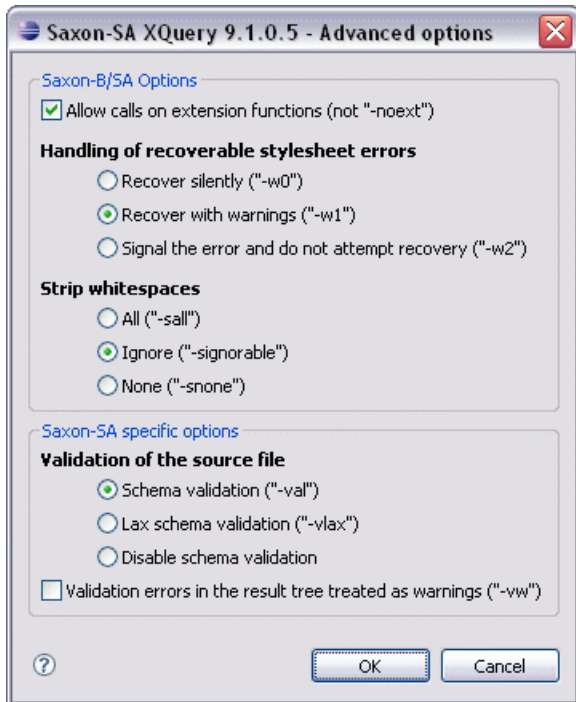 Saxon-SA XQuery 9.1.0.5 - Advanced options
Saxon-B/SA Options
Allow calls on extension functions (not "-noext")
Handling of recoverable stylesheet errors
Recover silently ("-w0")
Recover with warnings ("-w1")
Signal the error and do not attempt recovery ("-w2")
Strip whitespaces
All ("-sall")
Ignore ("-signorable")
None ("-snone")
Saxon-SA specific options
Validation of the source file
Schema validation ("-val")
Lax schema validation ("-vlax")
Disable schema validation
Validation errors in the result tree treated as warnings ("-vw")
?
OK
Cancel